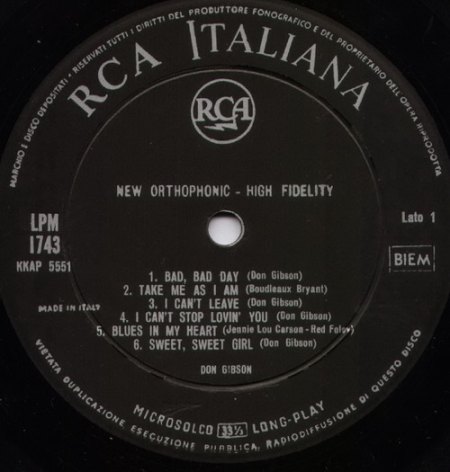 MARCHIO E DISCO DEPOSITATI • RISERVATI TUTTI I DIRITTI DEL PRODUTTORE FONOGRAFICO E DEL PROPRIETARIO DELL'OPERA RIPRODOTTA
RCA ITALIANA
RCA
NEW ORTHOPHONIC - HIGH FIDELITY
LPM
1743
KKAP 5551
Lato 1
BIEM
MADE IN ITALY
1. BAD, BAD DAY (Don Gibson)
2. TAKE ME AS I AM (Boudleaux Bryant)
3. I CAN'T LEAVE (Don Gibson)
4. I CAN'T STOP LOVIN' YOU (Don Gibson)
5. BLUES IN MY HEART (Jennie Lou Carson - Red Foley)
6. SWEET, SWEET GIRL (Don Gibson)
DON GIBSON
MICROSOLCO 33⅓ LONG-PLAY
VIETATA DUPLICAZIONE, ESECUZIONE PUBBLICA, RADIODIFFUSIONE DI QUESTO DISCO